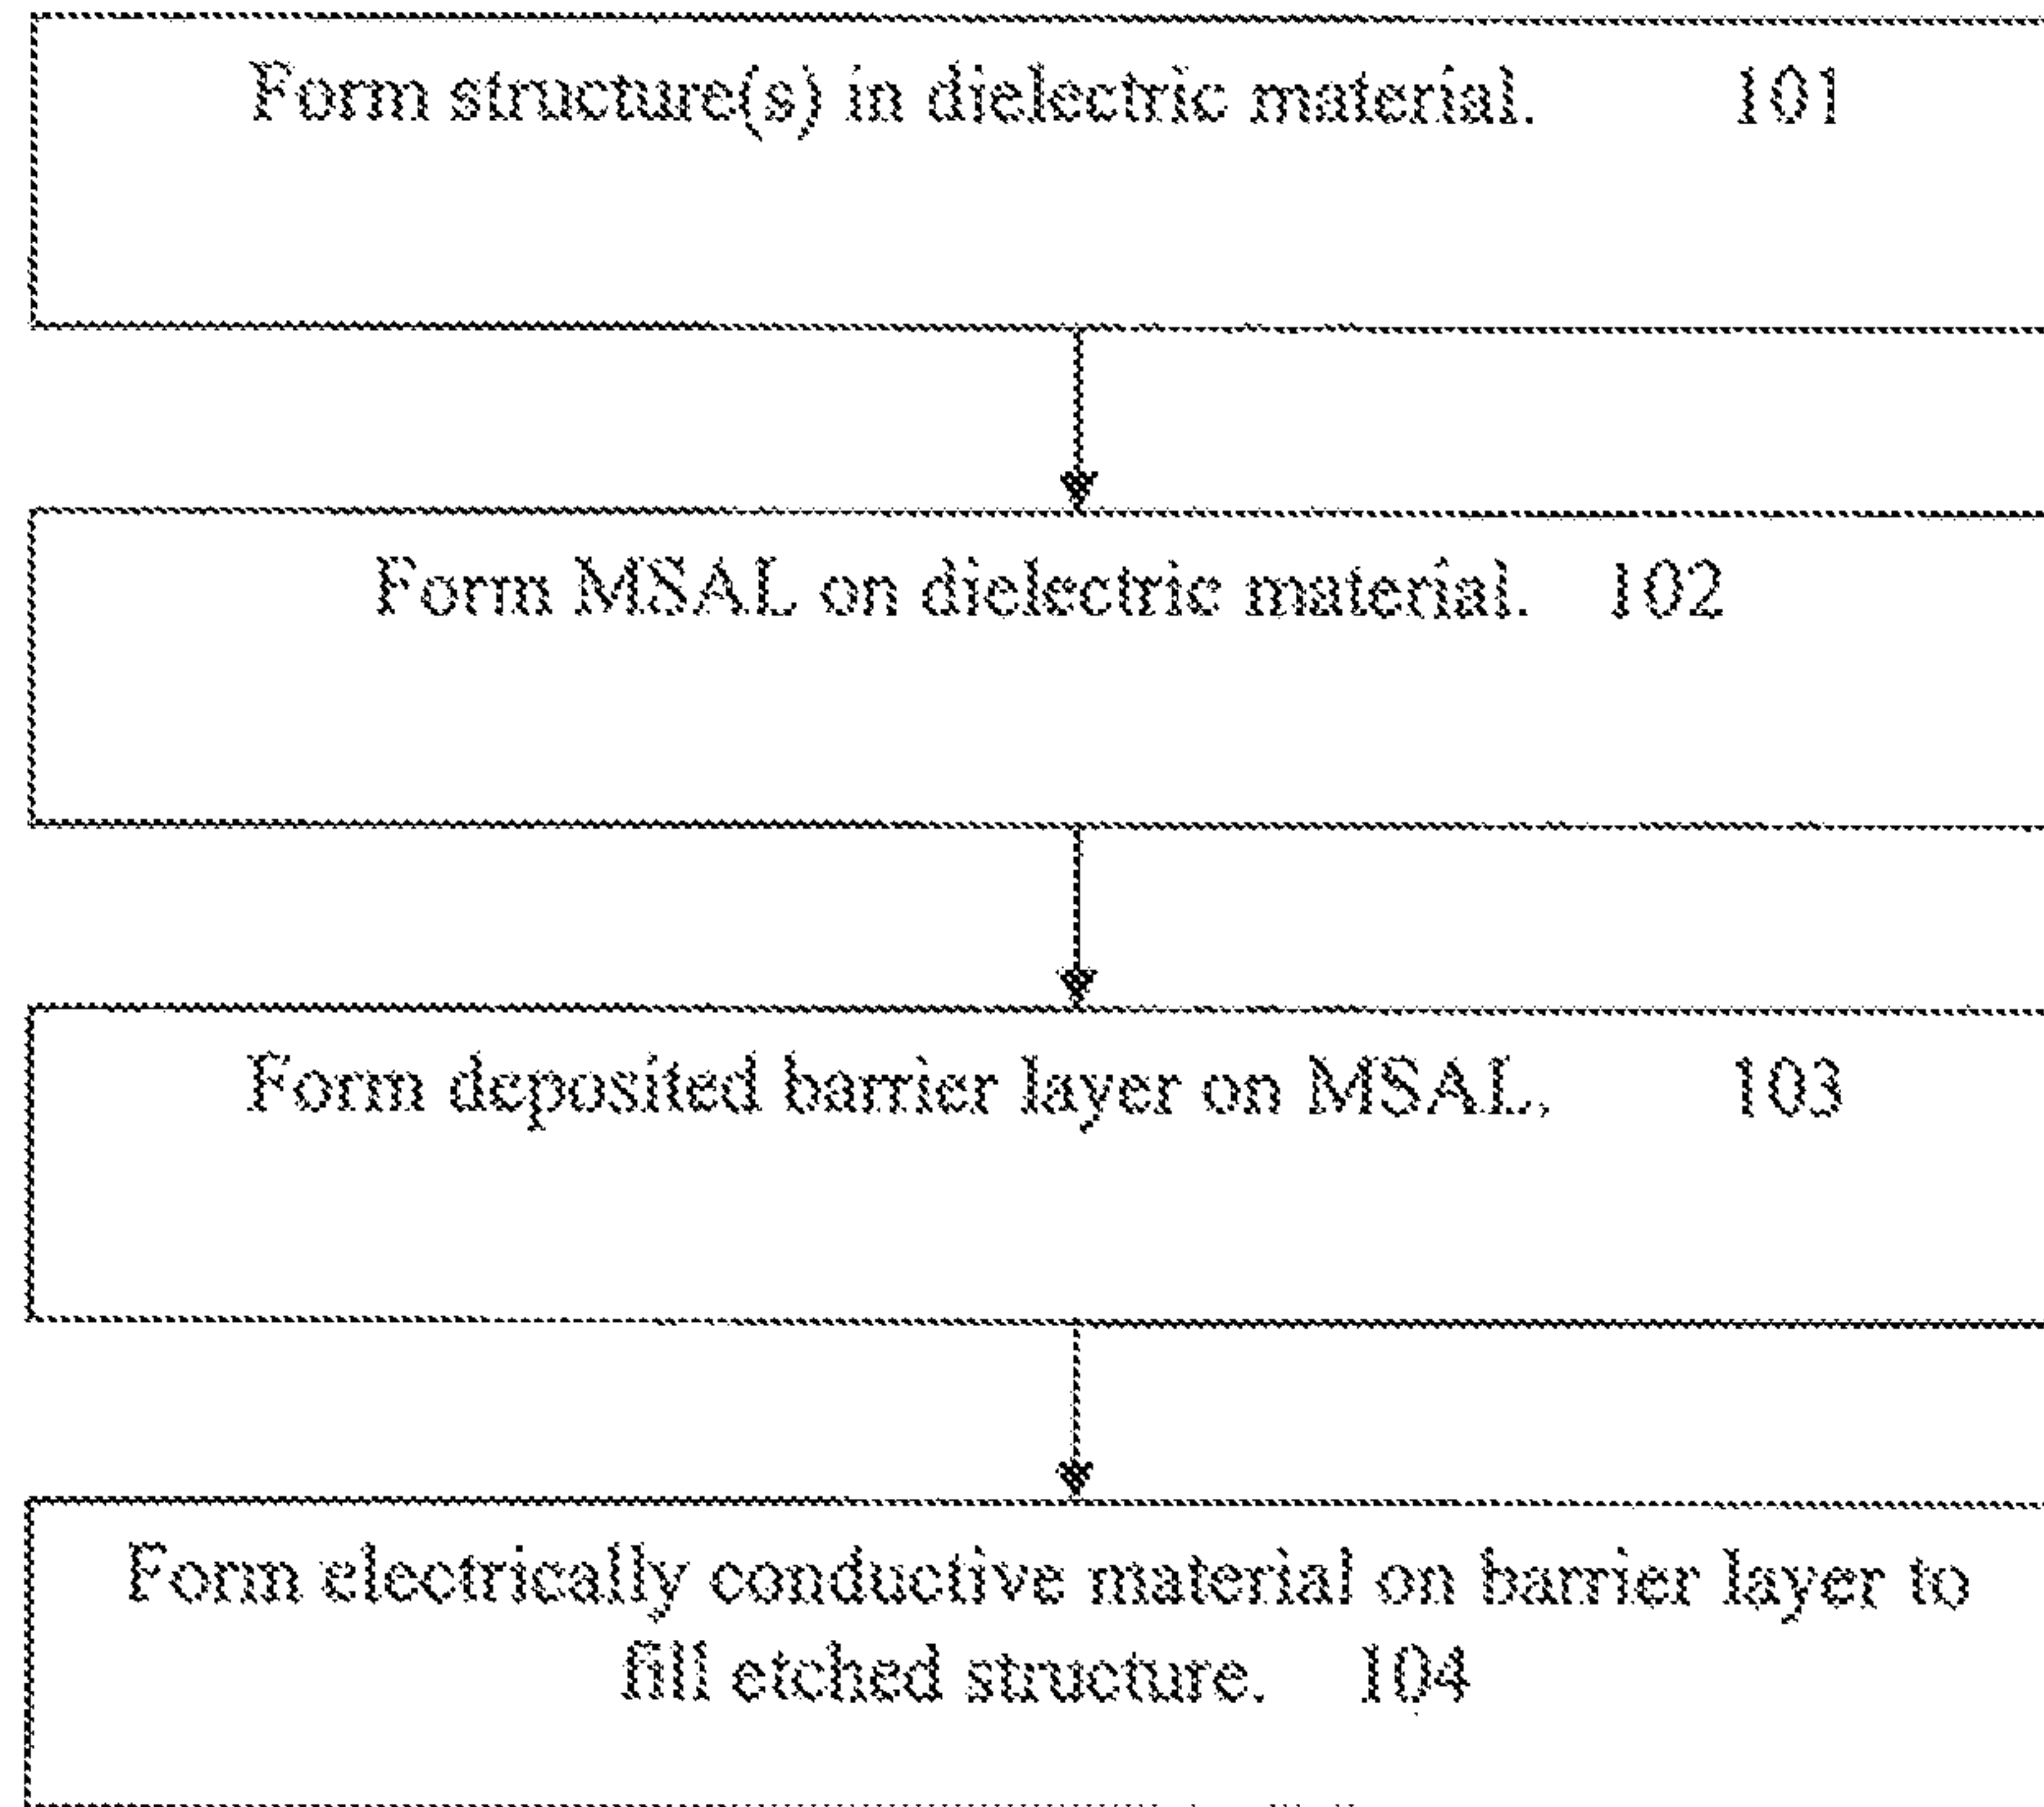 Form structure(s) in dielectric material. 101
Form MSAL on dielectric material. 102
Form deposited barrier layer on MSAL. 103
Form electrically conductive material on barrier layer to
fill etched structure. 104